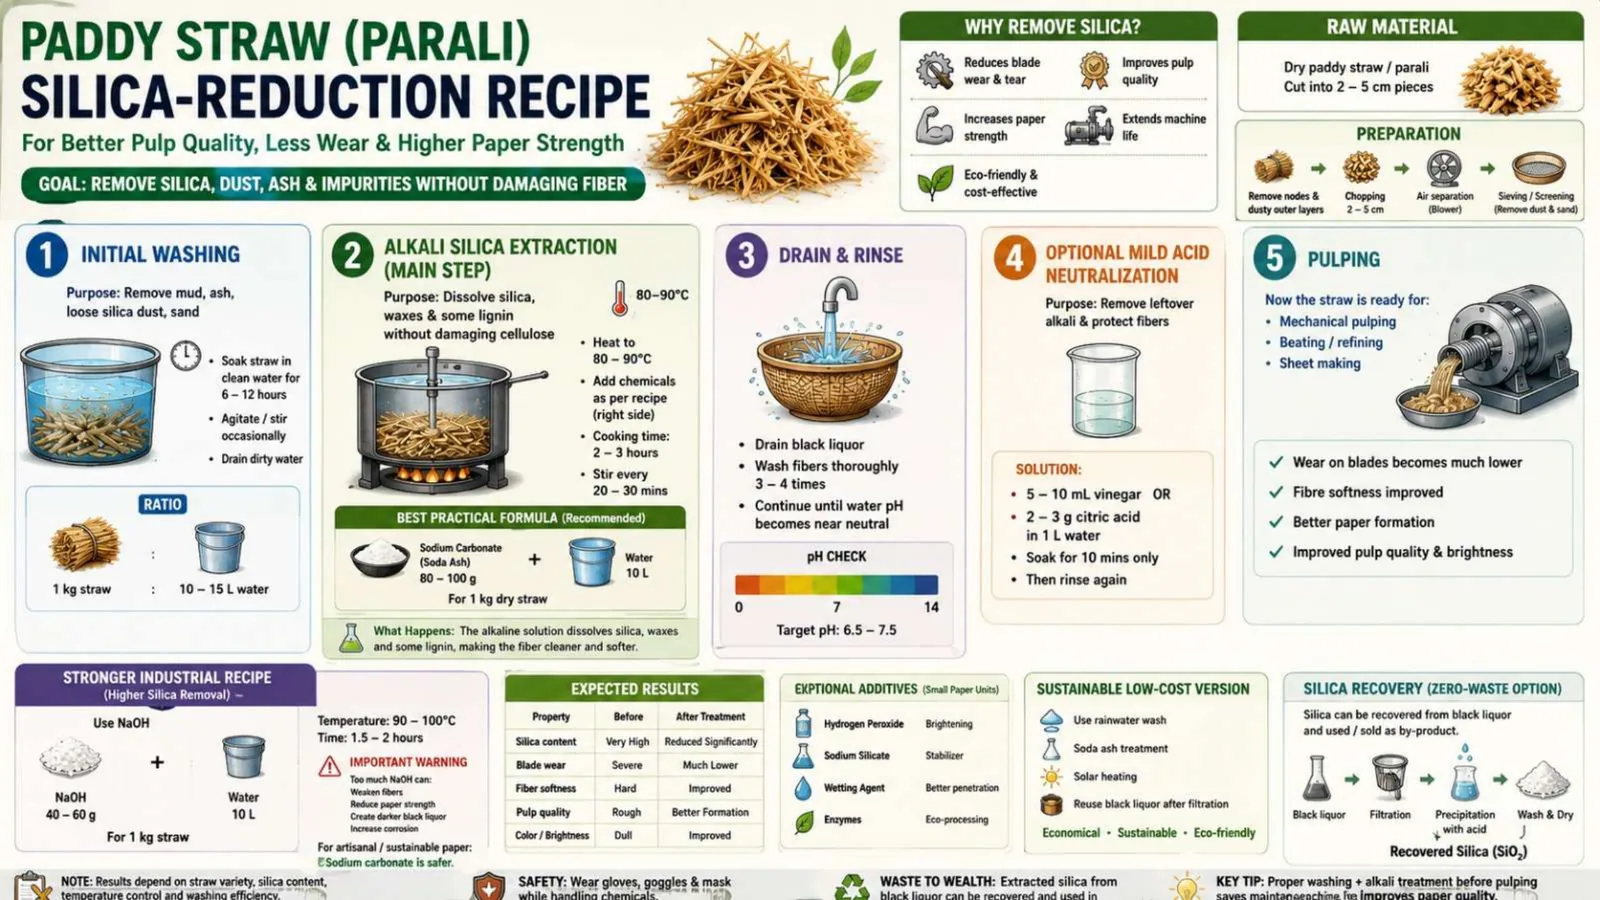 PADDY STRAW (PARALI)
SILICA-REDUCTION RECIPE
For Better Pulp Quality, Less Wear & Higher Paper Strength
GOAL: REMOVE SILICA, DUST, ASH & IMPURITIES WITHOUT DAMAGING FIBER
WHY REMOVE SILICA?
Reduces blade
wear & tear
Improves pulp
quality
Increases paper
strength
Extends machine
life
Eco-friendly &
cost-effective
RAW MATERIAL
Dry paddy straw / parali
Cut into 2 – 5 cm pieces
PREPARATION
Remove nodes &
dusty outer layers
Chopping
2 – 5 cm
Air separation
(Blower)
Sieving / Screening
(Remove dust & sand)
1 INITIAL WASHING
Purpose: Remove mud, ash,
loose silica dust, sand
• Soak straw in
clean water for
6 – 12 hours
• Agitate / stir
occasionally
• Drain dirty water
RATIO
1 kg straw : 10 – 15 L water
2 ALKALI SILICA EXTRACTION
(MAIN STEP)
Purpose: Dissolve silica,
waxes & some lignin
without damaging cellulose
80–90°C
• Heat to
80 – 90°C
• Add chemicals
as per recipe
(right side)
• Cooking time:
2 – 3 hours
• Stir every
20 – 30 mins
BEST PRACTICAL FORMULA (Recommended)
Sodium Carbonate
(Soda Ash)
80 – 100 g
+
Water
10 L
For 1 kg dry straw
What Happens: The alkaline solution dissolves silica, waxes
and some lignin, making the fiber cleaner and softer.
3 DRAIN & RINSE
• Drain black liquor
• Wash fibers thoroughly
3 – 4 times
• Continue until water pH
becomes near neutral
pH CHECK
0 7 14
Target pH: 6.5 – 7.5
4 OPTIONAL MILD ACID
NEUTRALIZATION
Purpose: Remove leftover
alkali & protect fibers
SOLUTION:
• 5 – 10 mL vinegar OR
• 2 – 3 g citric acid
in 1 L water
• Soak for 10 mins only
• Then rinse again
5 PULPING
Now the straw is ready for:
• Mechanical pulping
• Beating / refining
• Sheet making
Wear on blades becomes much lower
Fibre softness improved
Better paper formation
Improved pulp quality & brightness
STRONGER INDUSTRIAL RECIPE
(Higher Silica Removal) –
Use NaOH
+
NaOH
40 – 60 g
Water
10 L
For 1 kg straw
Temperature: 90 – 100°C
Time: 1.5 – 2 hours
IMPORTANT WARNING
Too much NaOH can:
Weaken fibers
Reduce paper strength
Create darker black liquor
Increase corrosion
For artisanal / sustainable paper:
Sodium carbonate is safer.
EXPECTED RESULTS
Property Before After Treatment
Silica content Very High Reduced Significantly
Blade wear Severe Much Lower
Fiber softness Hard Improved
Pulp quality Rough Better Formation
Color / Brightness Dull Improved
EXPTIONAL ADDITIVES (Small Paper Units)
Hydrogen Peroxide Brightening
Sodium Silicate Stabilizer
Wetting Agent Better penetration
Enzymes Eco-processing
SUSTAINABLE LOW-COST VERSION
Use rainwater wash
Soda ash treatment
Solar heating
Reuse black liquor after filtration
Economical • Sustainable • Eco-friendly
SILICA RECOVERY (ZERO-WASTE OPTION)
Silica can be recovered from black liquor
and used / sold as by-product.
Black liquor
Filtration
Precipitation
with acid
Wash & Dry
Recovered Silica (SiO₂)
NOTE: Results depend on straw variety, silica content,
temperature control and washing efficiency.
SAFETY: Wear gloves, goggles & mask
while handling chemicals.
WASTE TO WEALTH: Extracted silica from
black liquor can be recovered and used in
KEY TIP: Proper washing + alkali treatment before pulping
saves improves paper quality.